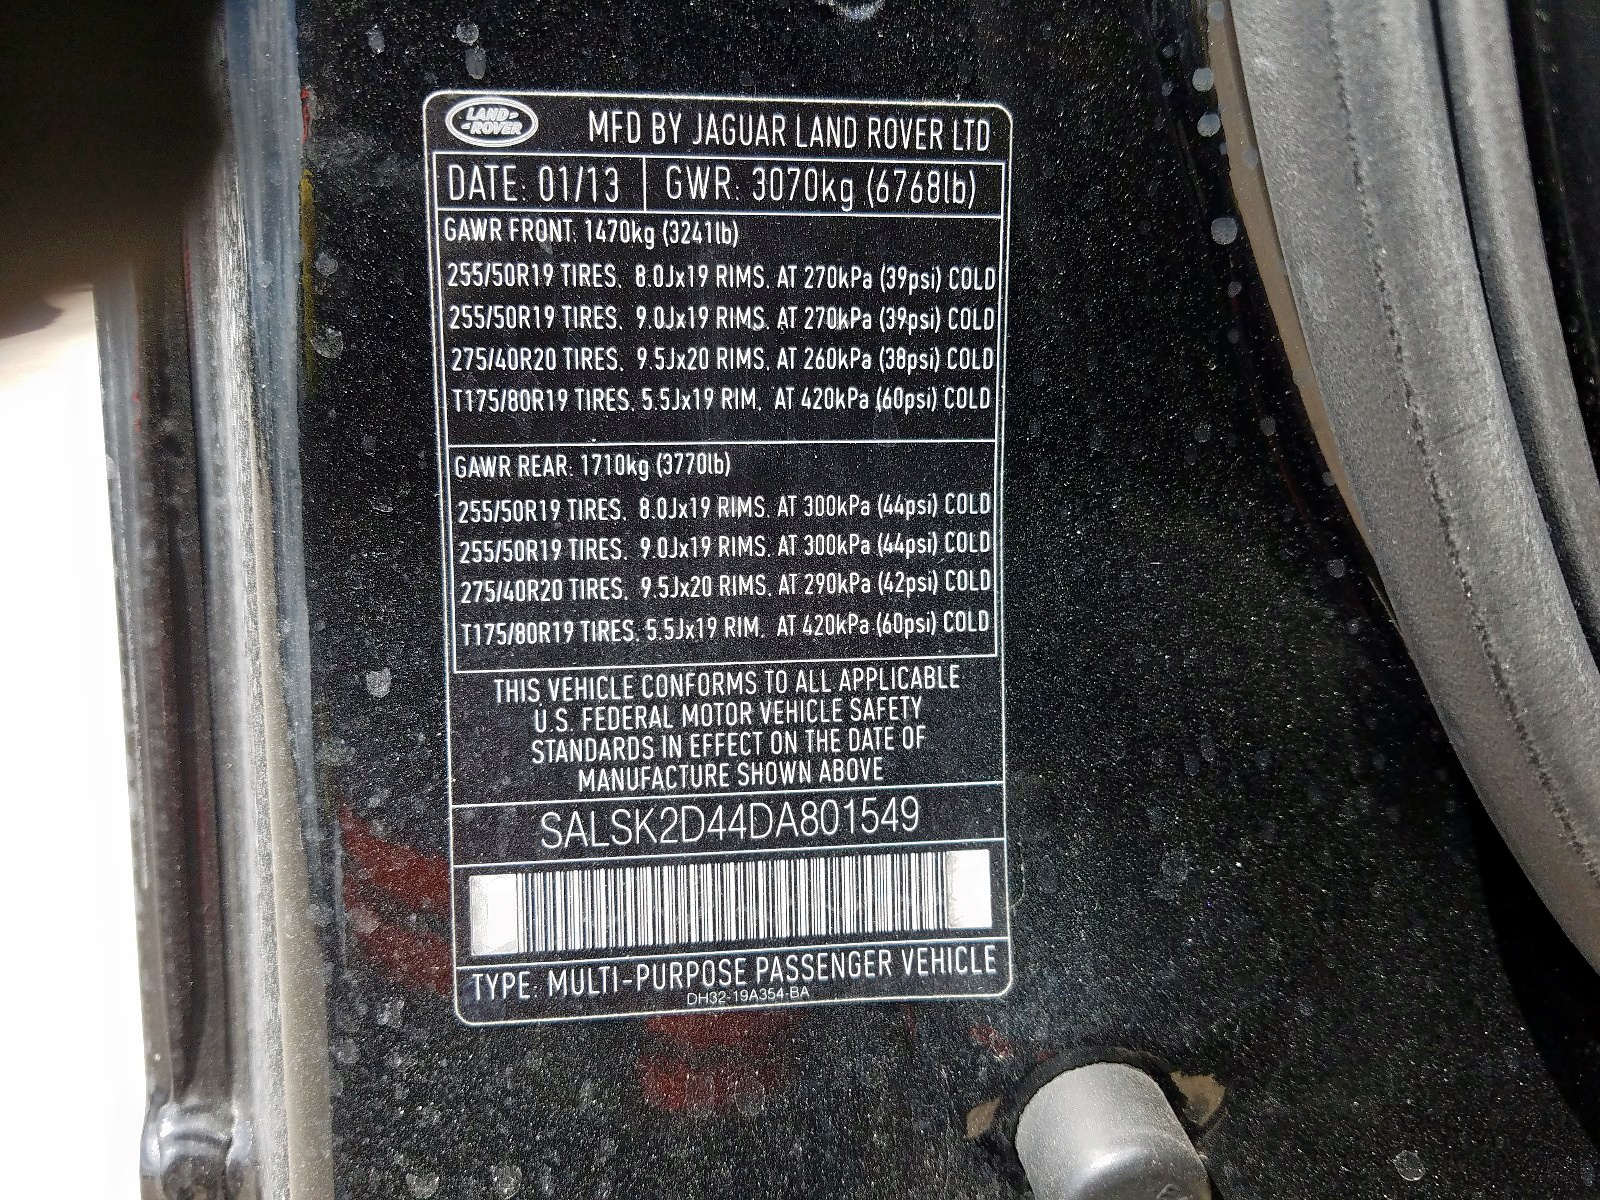 LAND-
-ROVER
MFD BY JAGUAR LAND ROVER LTD
DATE: 01/13 GWR: 3070kg (6768lb)
GAWR FRONT: 1470kg (3241lb)
255/50R19 TIRES, 8.0Jx19 RIMS, AT 270kPa (39psi) COLD
255/50R19 TIRES, 9.0Jx19 RIMS, AT 270kPa (39psi) COLD
275/40R20 TIRES, 9.5Jx20 RIMS, AT 260kPa (38psi) COLD
T175/80R19 TIRES, 5.5Jx19 RIM, AT 420kPa (60psi) COLD
GAWR REAR: 1710kg (3770lb)
255/50R19 TIRES, 8.0Jx19 RIMS, AT 300kPa (44psi) COLD
255/50R19 TIRES, 9.0Jx19 RIMS, AT 300kPa (44psi) COLD
275/40R20 TIRES, 9.5Jx20 RIMS, AT 290kPa (42psi) COLD
T175/80R19 TIRES, 5.5Jx19 RIM, AT 420kPa (60psi) COLD
THIS VEHICLE CONFORMS TO ALL APPLICABLE
U.S. FEDERAL MOTOR VEHICLE SAFETY
STANDARDS IN EFFECT ON THE DATE OF
MANUFACTURE SHOWN ABOVE
SALSK2D44DA801549
TYPE: MULTI-PURPOSE PASSENGER VEHICLE
DH32-19A354-BA